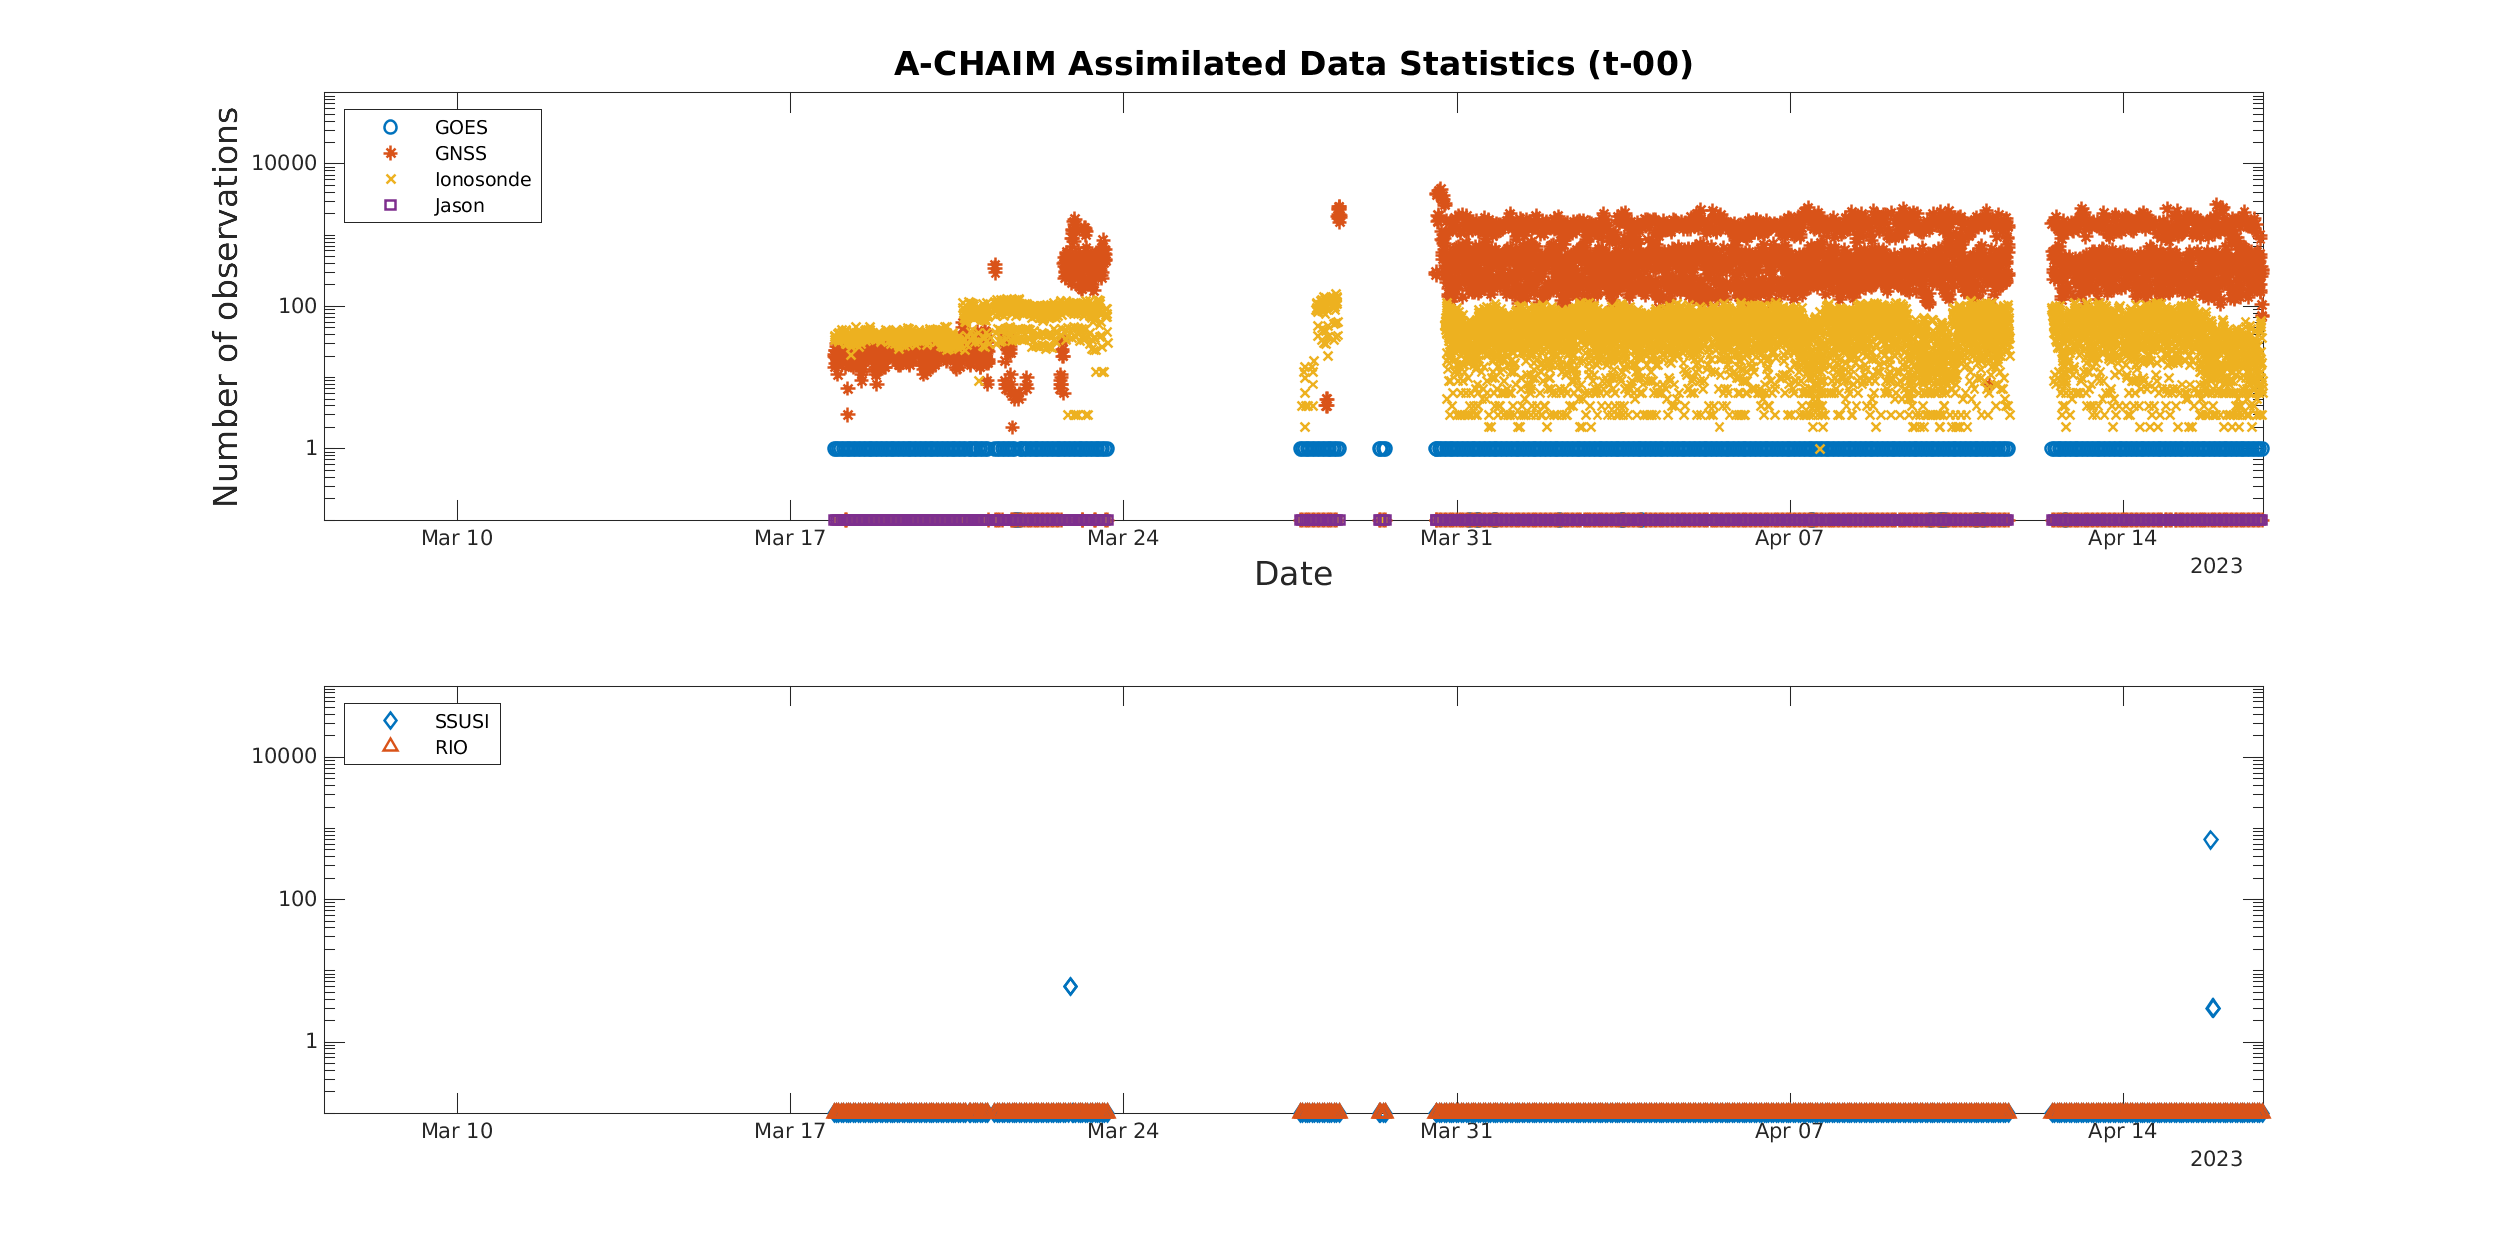 A-CHAIM Assimilated Data Statistics (t-00)
Number of observations
10000
100
1
GOES
GNSS
Ionosonde
Jason
Mar 10 Mar 17 Mar 24 Mar 31 Apr 07 Apr 14
2023
Date
10000
100
1
SSUSI
RIO
Mar 10 Mar 17 Mar 24 Mar 31 Apr 07 Apr 14
2023